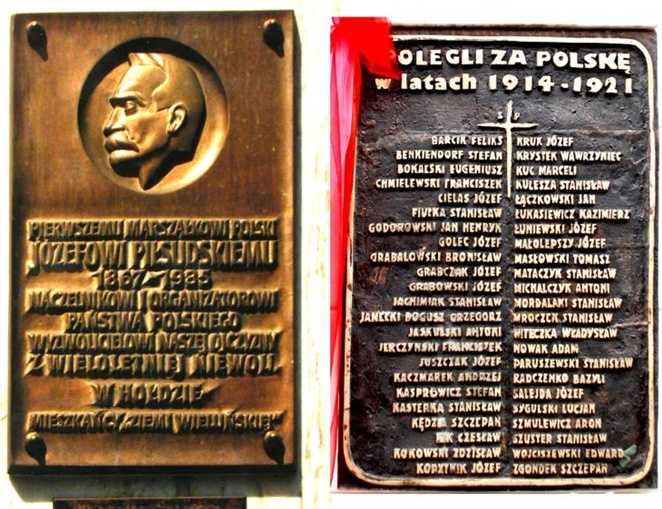 PIERWSZEMU MARSZAŁKOWI POLSKI
JÓZEFOWI PIŁSUDSKIEMU
1867-1935
NACZELNIKOWI I ORGANIZATOROWI
PAŃSTWA POLSKIEGO
WYZWOLICIELOWI NASZEJ OJCZYZNY
Z WIELOLETNIEJ NIEWOLI
W HOŁDZIE
MIESZKAŃCY ZIEMI WIELUŃSKIEJ
POLEGLI ZA POLSKĘ
w latach 1914-1921
S P
BARCIK FELIKS KRUK JÓZEF
BENKIENDORF STEFAN KRYSTEK WAWRZYNIEC
BOKALSKI EUGENIUSZ KUC MARCELI
CHMIELEWSKI FRANCISZEK KULESZA STANISŁAW
CIELAS JÓZEF ŁĄCZKOWSKI JAN
FIUŁKA STANISŁAW ŁUKASIEWICZ KAZIMIERZ
GODOROWSKI JAN HENRYK ŁUNIEWSKI JÓZEF
GOLEC JÓZEF MAŁOLEPSZY JÓZEF
GRABALOWSKI BRONISŁAW MASŁOWSKI TOMASZ
GRABCZAK JÓZEF MATACZYK STANISŁAW
GRABOWSKI JÓZEF MICHALCZYK ANTONI
JACHIMIAK STANISŁAW MORDALSKI STANISŁAW
JANECKI BOGUSZ GRZEGORZ MROCZEK STANISŁAW
JASKULSKI ANTONI MITECZKA WŁADYSŁAW
JERCZYŃSKI FRANCISZEK NOWAK ADAM
JUSZCZAK JÓZEF PARUSZEWSKI STANISŁAW
KACZMAREK ANDRZEJ RADCZENKO BAZYLI
KASPROWICZ STEFAN SALEJDA JÓZEF
KASTERKA STANISŁAW SYGULSKI LUCJAN
KĘDZIA SZCZEPAN SZMULEWICZ ARON
CZESŁAW SZUSTER STANISŁAW
KOKOWSKI ZDZISŁAW WOJCISZEWSKI EDWARD
KOPYTNIK JÓZEF ZGONDEK SZCZEPAN